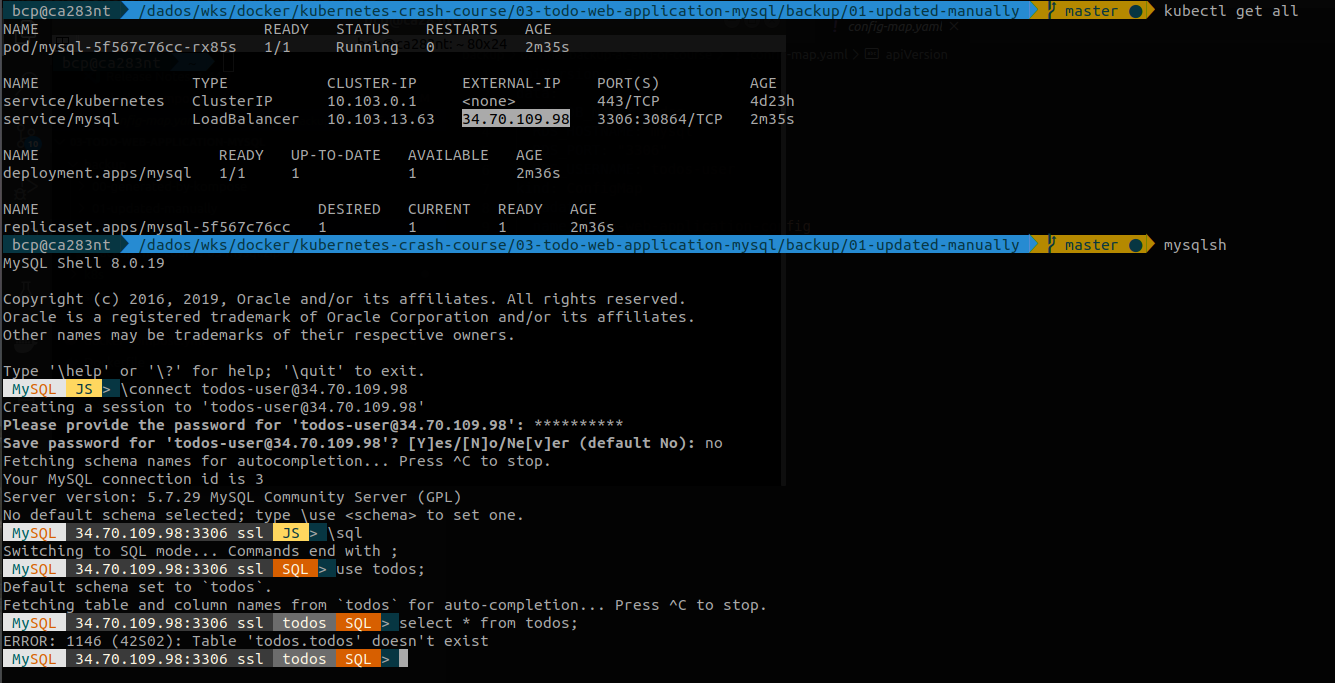 bcp@ca283nt /dados/wks/docker/kubernetes-crash-course/03-todo-web-application-mysql/backup/01-updated-manually master ● kubectl get all
NAME READY STATUS RESTARTS AGE
pod/mysql-5f567c76cc-rx85s 1/1 Running 0 2m35s
NAME TYPE CLUSTER-IP EXTERNAL-IP PORT(S) AGE
service/kubernetes ClusterIP 10.103.0.1 <none> 443/TCP 4d23h
service/mysql LoadBalancer 10.103.13.63 34.70.109.98 3306:30864/TCP 2m35s
NAME READY UP-TO-DATE AVAILABLE AGE
deployment.apps/mysql 1/1 1 1 2m36s
NAME DESIRED CURRENT READY AGE
replicaset.apps/mysql-5f567c76cc 1 1 1 2m36s
bcp@ca283nt /dados/wks/docker/kubernetes-crash-course/03-todo-web-application-mysql/backup/01-updated-manually master ● mysqlsh
MySQL Shell 8.0.19
Copyright (c) 2016, 2019, Oracle and/or its affiliates. All rights reserved.
Oracle is a registered trademark of Oracle Corporation and/or its affiliates.
Other names may be trademarks of their respective owners.
Type '\help' or '\?' for help; '\quit' to exit.
MySQL JS > \connect todos-user@34.70.109.98
Creating a session to 'todos-user@34.70.109.98'
Please provide the password for 'todos-user@34.70.109.98': **********
Save password for 'todos-user@34.70.109.98'? [Y]es/[N]o/Ne[v]er (default No): no
Fetching schema names for autocompletion... Press ^C to stop.
Your MySQL connection id is 3
Server version: 5.7.29 MySQL Community Server (GPL)
No default schema selected; type \use <schema> to set one.
MySQL 34.70.109.98:3306 ssl JS > \sql
Switching to SQL mode... Commands end with ;
MySQL 34.70.109.98:3306 ssl SQL > use todos;
Default schema set to `todos`.
Fetching table and column names from `todos` for auto-completion... Press ^C to stop.
MySQL 34.70.109.98:3306 ssl todos SQL > select * from todos;
ERROR: 1146 (42S02): Table 'todos.todos' doesn't exist
MySQL 34.70.109.98:3306 ssl todos SQL >
config-map.yaml
-map.yaml > apiVersion
bcp@ca283nt: ~ 80x24
bcp@ca283nt